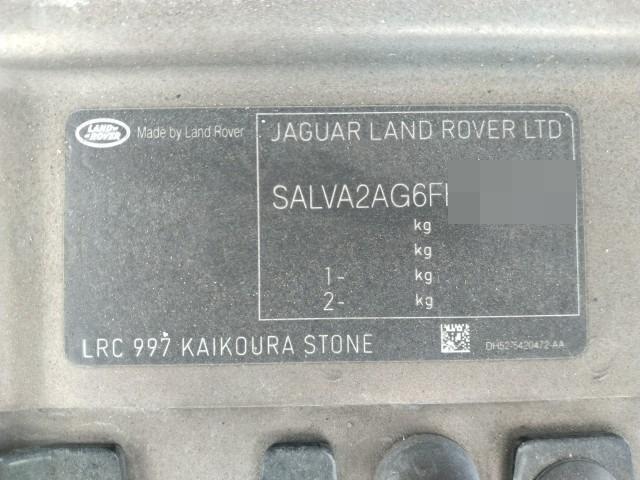 LAND ROVER Made by Land Rover
JAGUAR LAND ROVER LTD
SALVA2AG6F
kg
kg
1- kg
2- kg
LRC 997 KAIKOURA STONE
DH52-5420472-AA